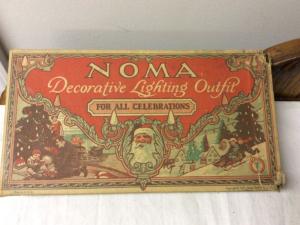 NOMA
Decorative Lighting Outfit
FOR ALL CELEBRATIONS